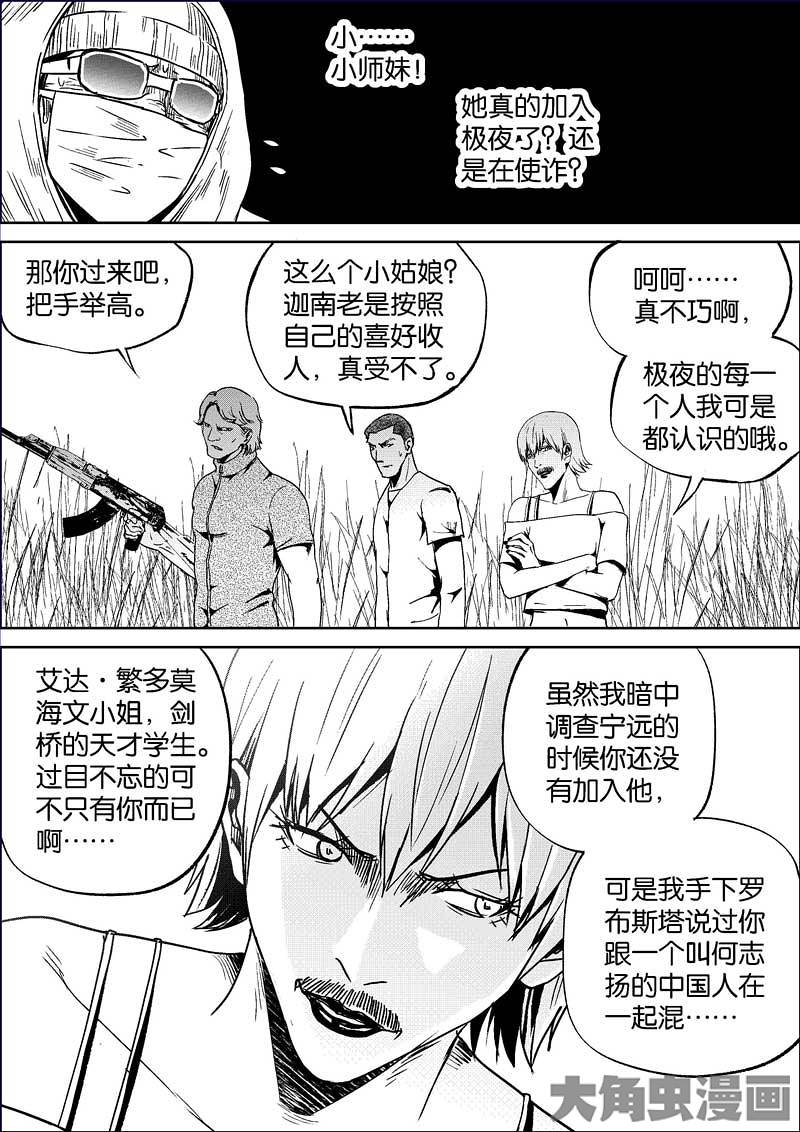 小……
小师妹！
她真的加入
极夜了？还
是在使诈？
那你过来吧，
把手举高。
这么个小姑娘？
迦南老是按照
自己的喜好收
人，真受不了。
呵呵……
真不巧啊，
极夜的每一
个人我可是
都认识的哦。
艾达·繁多莫
海文小姐，剑
桥的天才学生。
过目不忘的可
不只有你而已
啊……
虽然我暗中
调查宁远的
时候你还没
有加入他，
可是我手下罗
布斯塔说过你
跟一个叫何志
扬的中国人在
一起混……
大角虫漫画